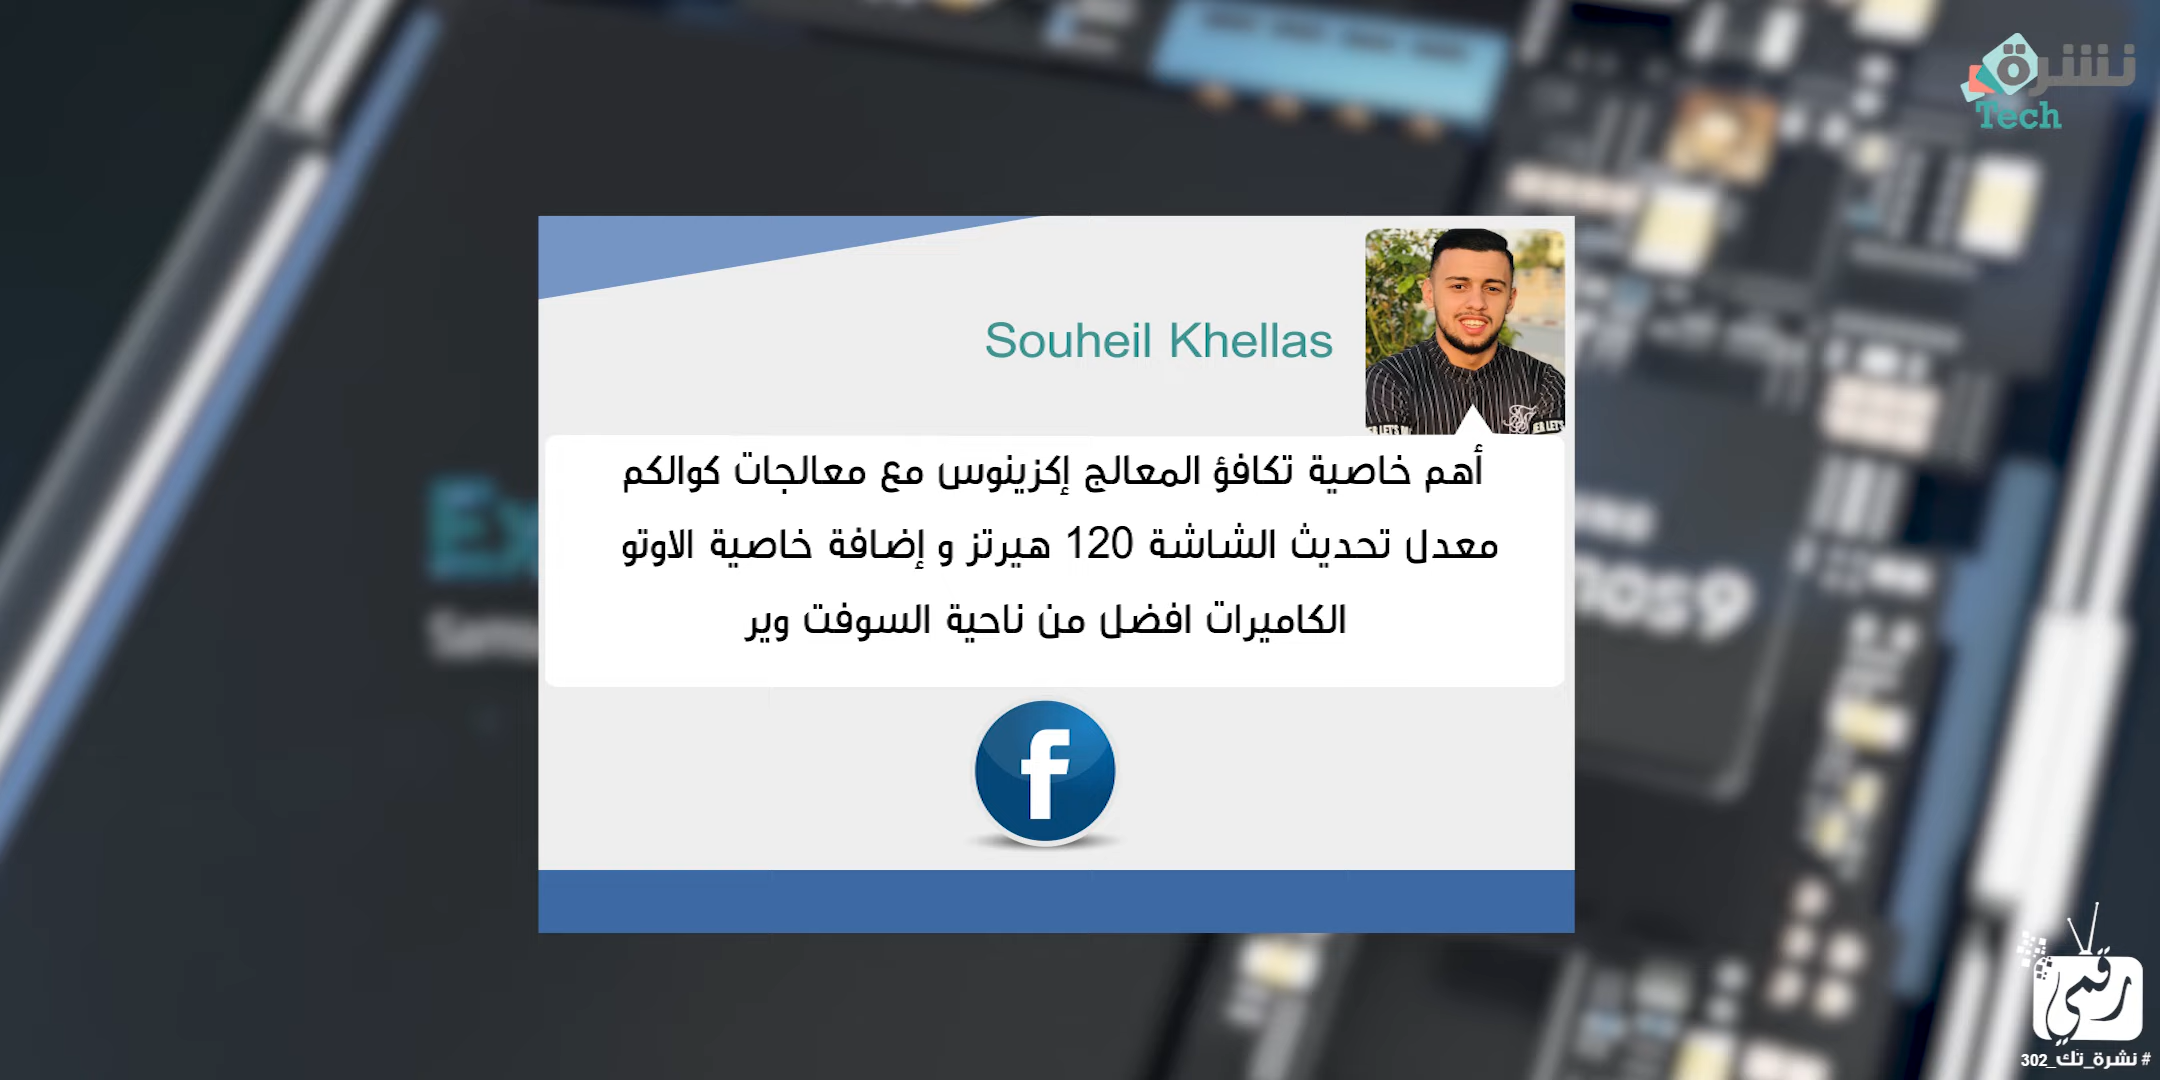 نشرة
Tech
Souheil Khellas
أهم خاصية تكافؤ المعالج إكزينوس مع معالجات كوالكم
معدل تحديث الشاشة 120 هيرتز و إضافة خاصية الاوتو
الكاميرات افضل من ناحية السوفت وير
f
رقمي
# نشرة_تك_302